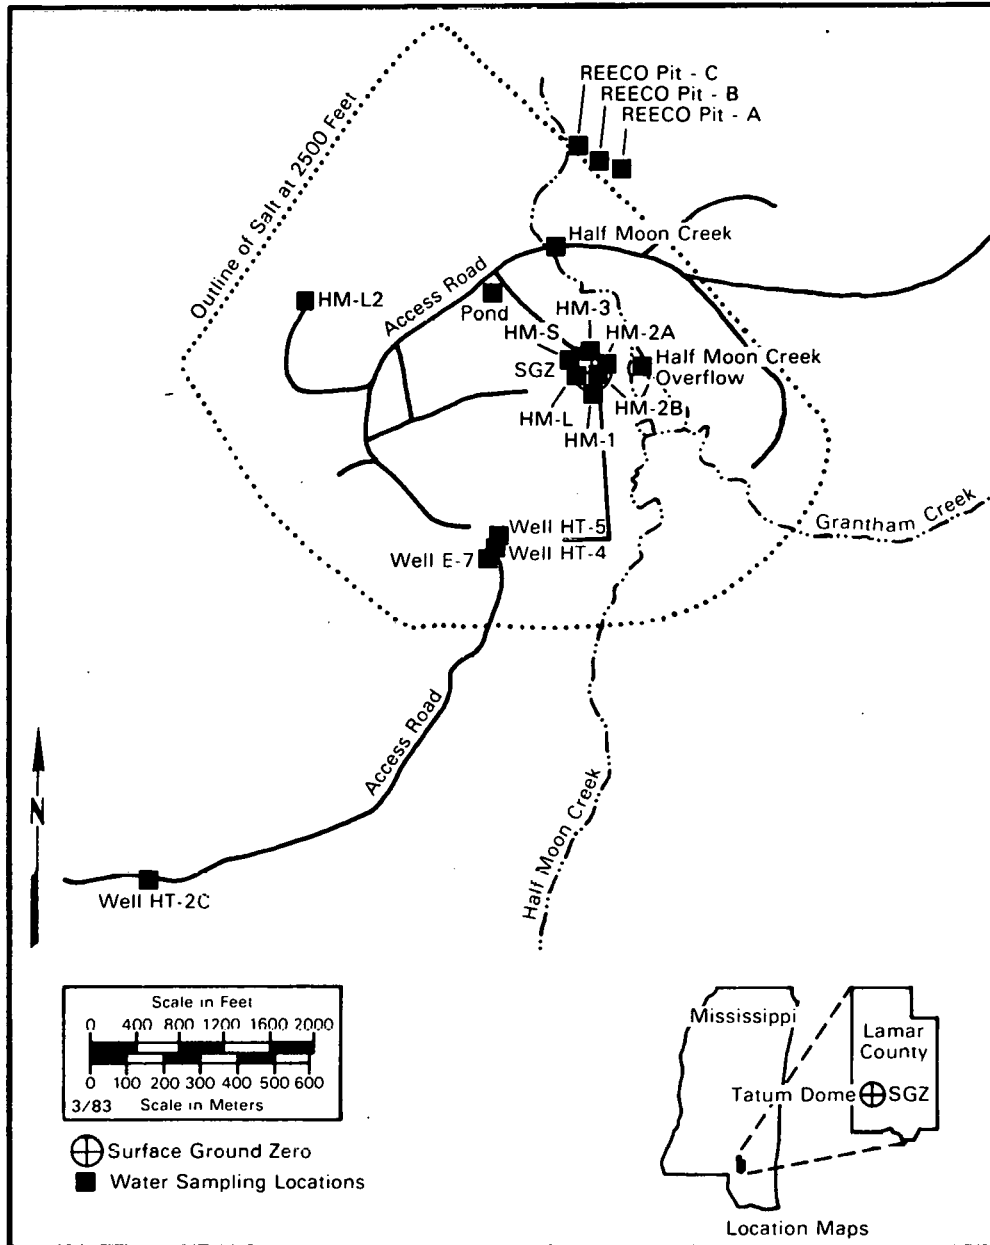 REECO Pit - C
REECO Pit - B
REECO Pit - A
Outline of Salt at 2500 Feet
Half Moon Creek
Access Road
HM-L2
Pond
HM-3
HM-S
HM-2A
SGZ
Half Moon Creek
Overflow
HM-L
HM-2B
HM-1
Grantham Creek
Well HT-5
Well HT-4
Well E-7
Access Road
Half Moon Creek
N
Well HT-2C
Scale in Feet
0 400 800 1200 1600 2000
0 100 200 300 400 500 600
3/83 Scale in Meters
Surface Ground Zero
Water Sampling Locations
Mississippi
Lamar
County
Tatum Dome
SGZ
Location Maps